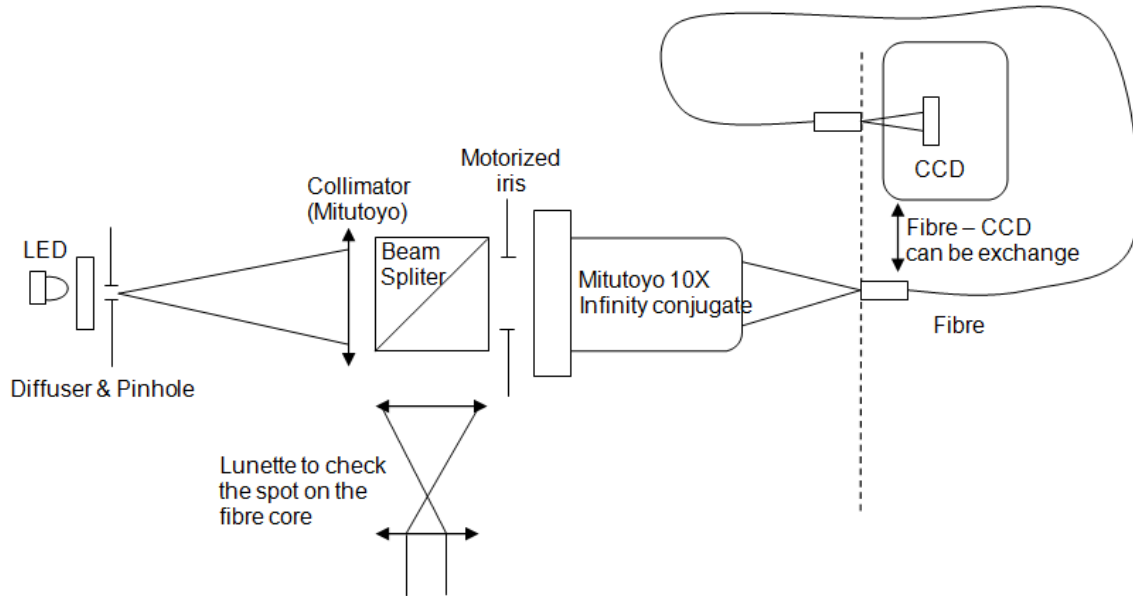 Motorized
iris
Collimator
(Mitutoyo)
LED
Beam
Spliter
Mitutoyo 10X
Infinity conjugate
CCD
Fibre – CCD
can be exchange
Fibre
Diffuser & Pinhole
Lunette to check
the spot on the
fibre core